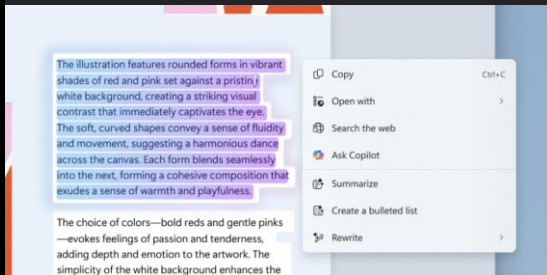 The illustration features rounded forms in vibrant
shades of red and pink set against a pristin
white background, creating a striking visual
contrast that immediately captivates the eye.
The soft, curved shapes convey a sense of fluidity
and movement, suggesting a harmonious dance
across the canvas. Each form blends seamlessly
into the next, forming a cohesive composition that
exudes a sense of warmth and playfulness.
The choice of colors—bold reds and gentle pinks
—evokes feelings of passion and tenderness,
adding depth and emotion to the artwork. The
simplicity of the white background enhances the
Copy Ctrl+C
Open with
Search the web
Ask Copilot
Summarize
Create a bulleted list
Rewrite